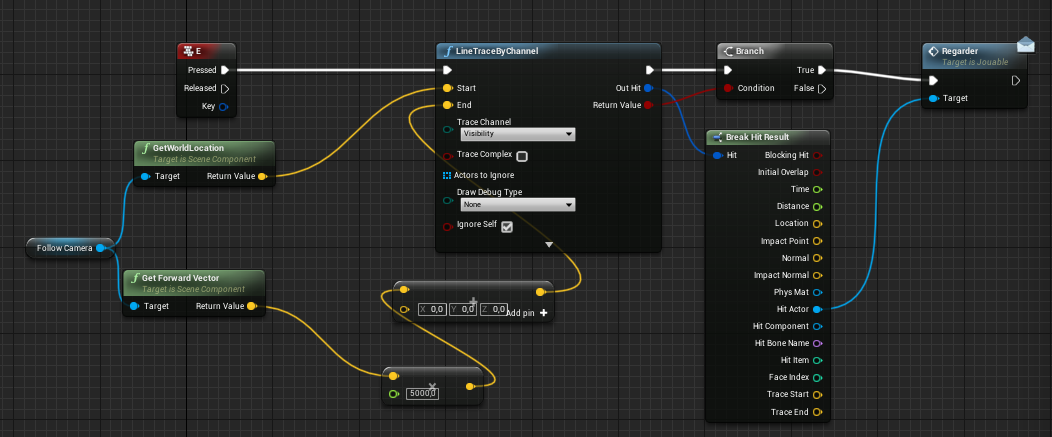 E
Pressed
Released
Key
GetWorldLocation
Target is Scene Component
Target Return Value
Follow Camera
Get Forward Vector
Target is Scene Component
Target Return Value
LineTraceByChannel
Start Out Hit
End Return Value
Trace Channel
Visibility
Trace Complex
Actors to Ignore
Draw Debug Type
None
Ignore Self
X 0,0 Y 0,0 Z 0,0 Add pin
5000,0
Branch
True
Condition False
Break Hit Result
Hit Blocking Hit
Initial Overlap
Time
Distance
Location
Impact Point
Normal
Impact Normal
Phys Mat
Hit Actor
Hit Component
Hit Bone Name
Hit Item
Face Index
Trace Start
Trace End
Regarder
Target is Jouable
Target